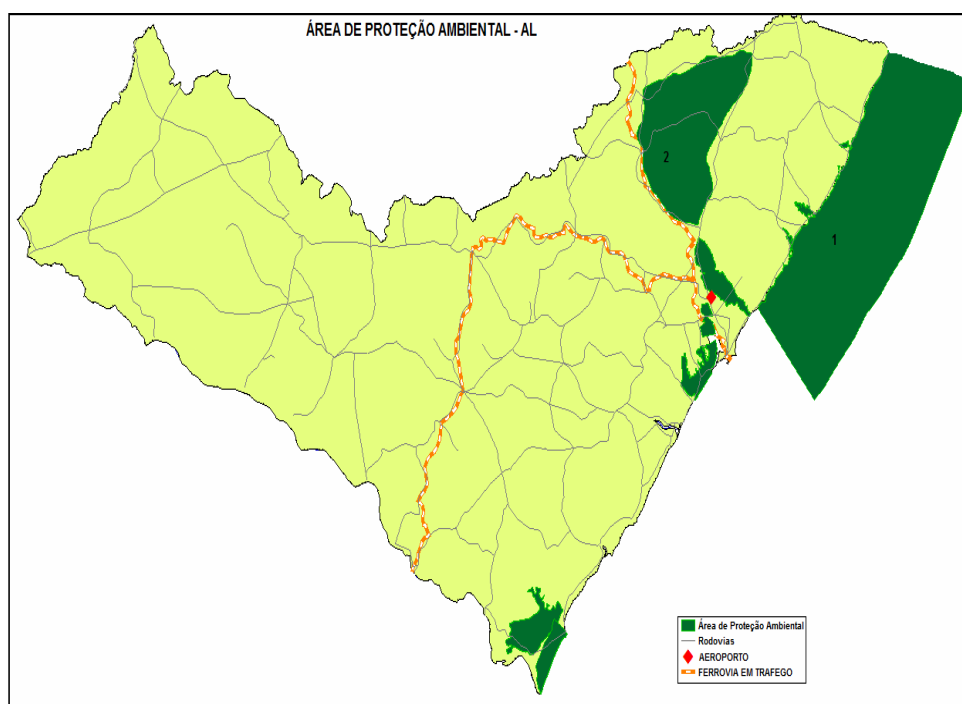 ÁREA DE PROTEÇÃO AMBIENTAL - AL
2
1
Área de Proteção Ambiental
Rodovias
AEROPORTO
FERROVIA EM TRAFEGO